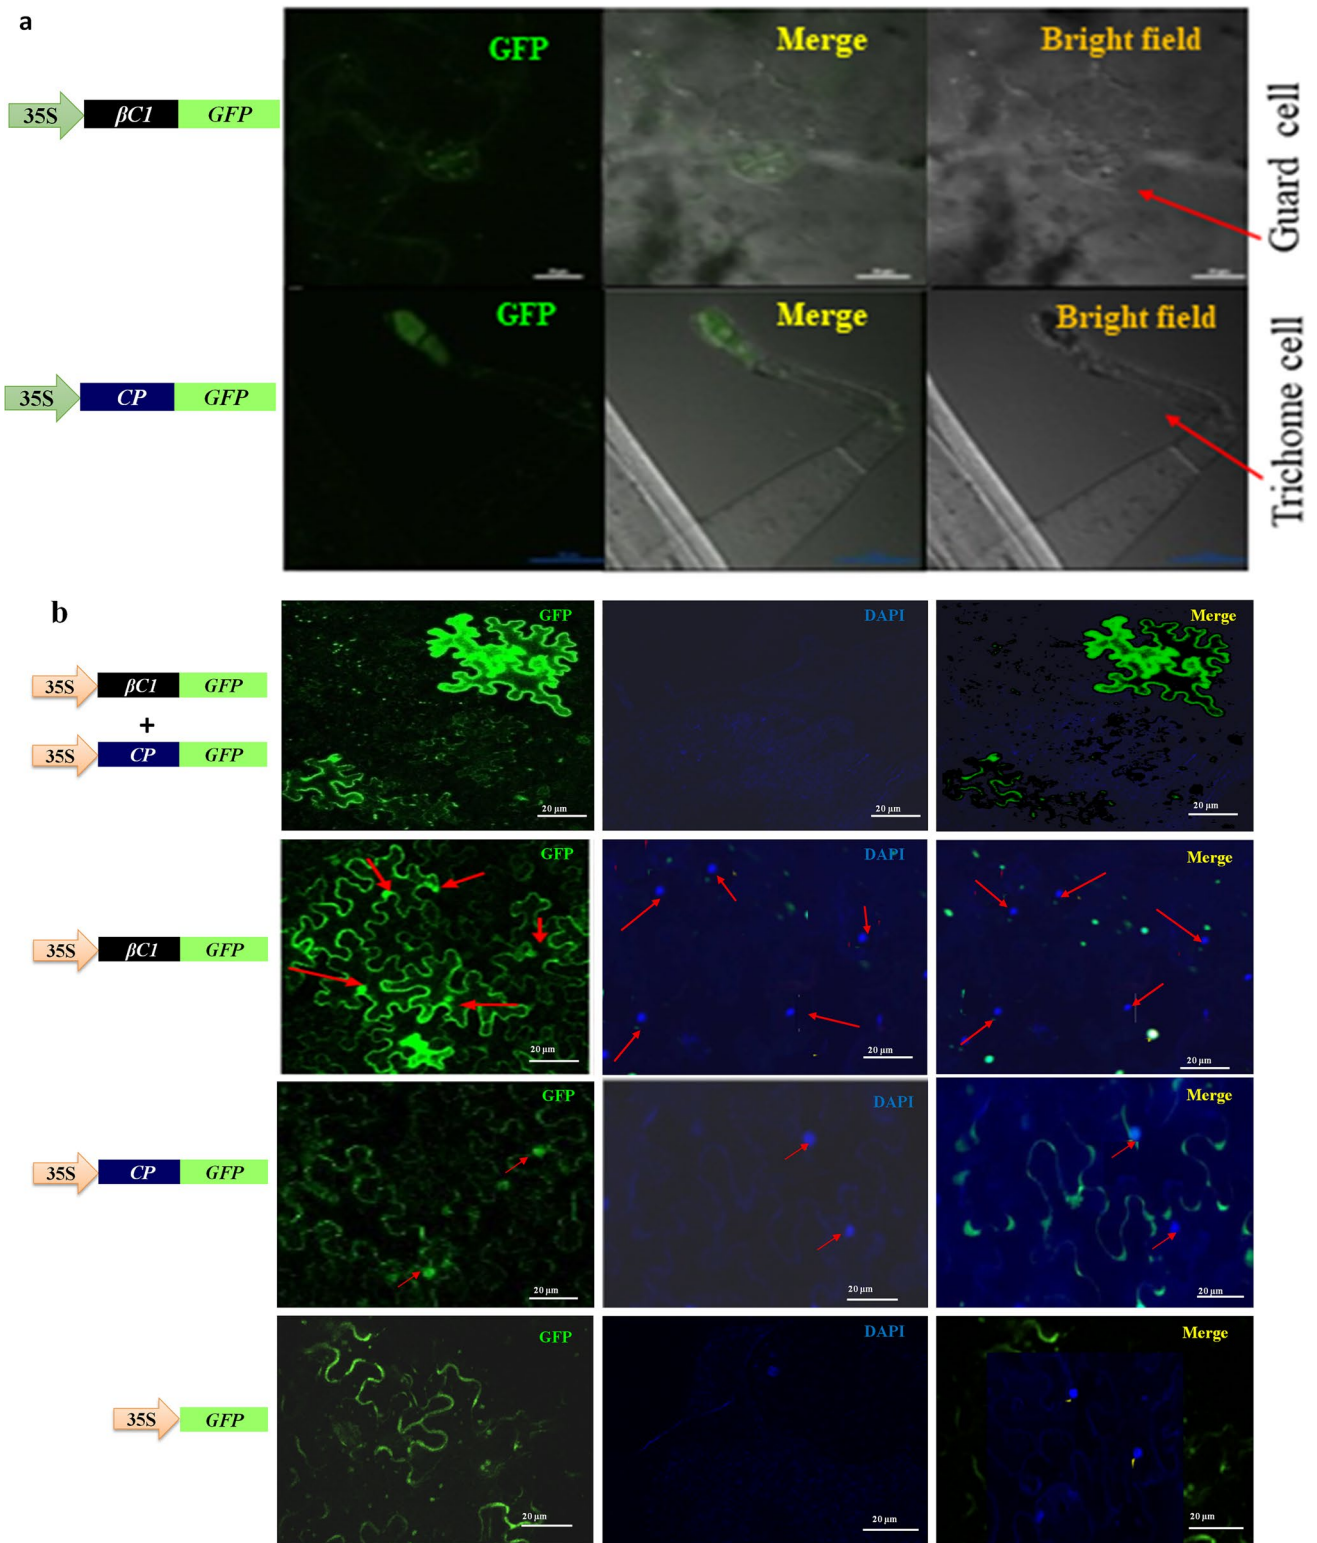 a
GFP
Merge
Bright field
35S
βC1
GFP
Guard cell
GFP
Merge
Bright field
35S
CP
GFP
Trichome cell
b
GFP
DAPI
Merge
35S
βC1
GFP
+
35S
CP
GFP
20 µm
20 µm
20 µm
GFP
DAPI
Merge
35S
βC1
GFP
20 µm
20 µm
20 µm
GFP
DAPI
Merge
35S
CP
GFP
20 µm
20 µm
20 µm
GFP
DAPI
Merge
35S
GFP
20 µm
20 µm
20 µm